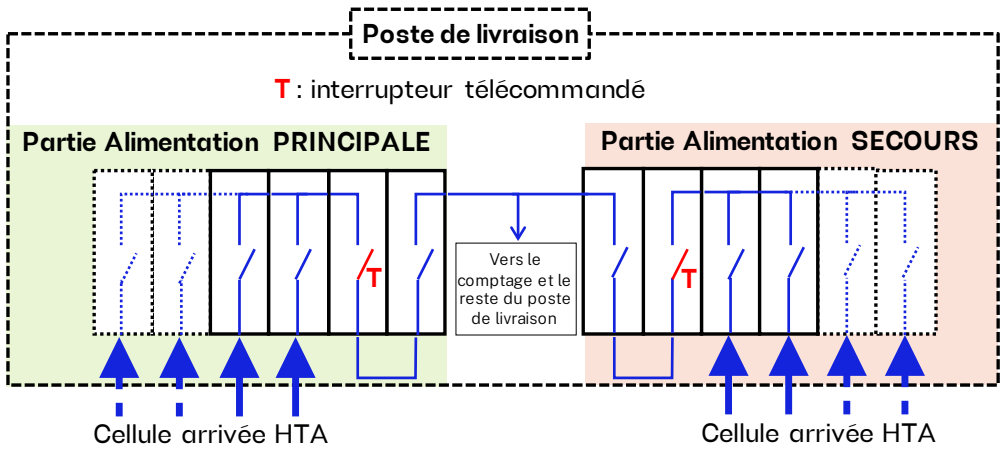 Poste de livraison
T : interrupteur télécommandé
Partie Alimentation PRINCIPALE
Partie Alimentation SECOURS
T
Vers le
comptage et le
reste du poste
de livraison
T
Cellule arrivée HTA
Cellule arrivée HTA